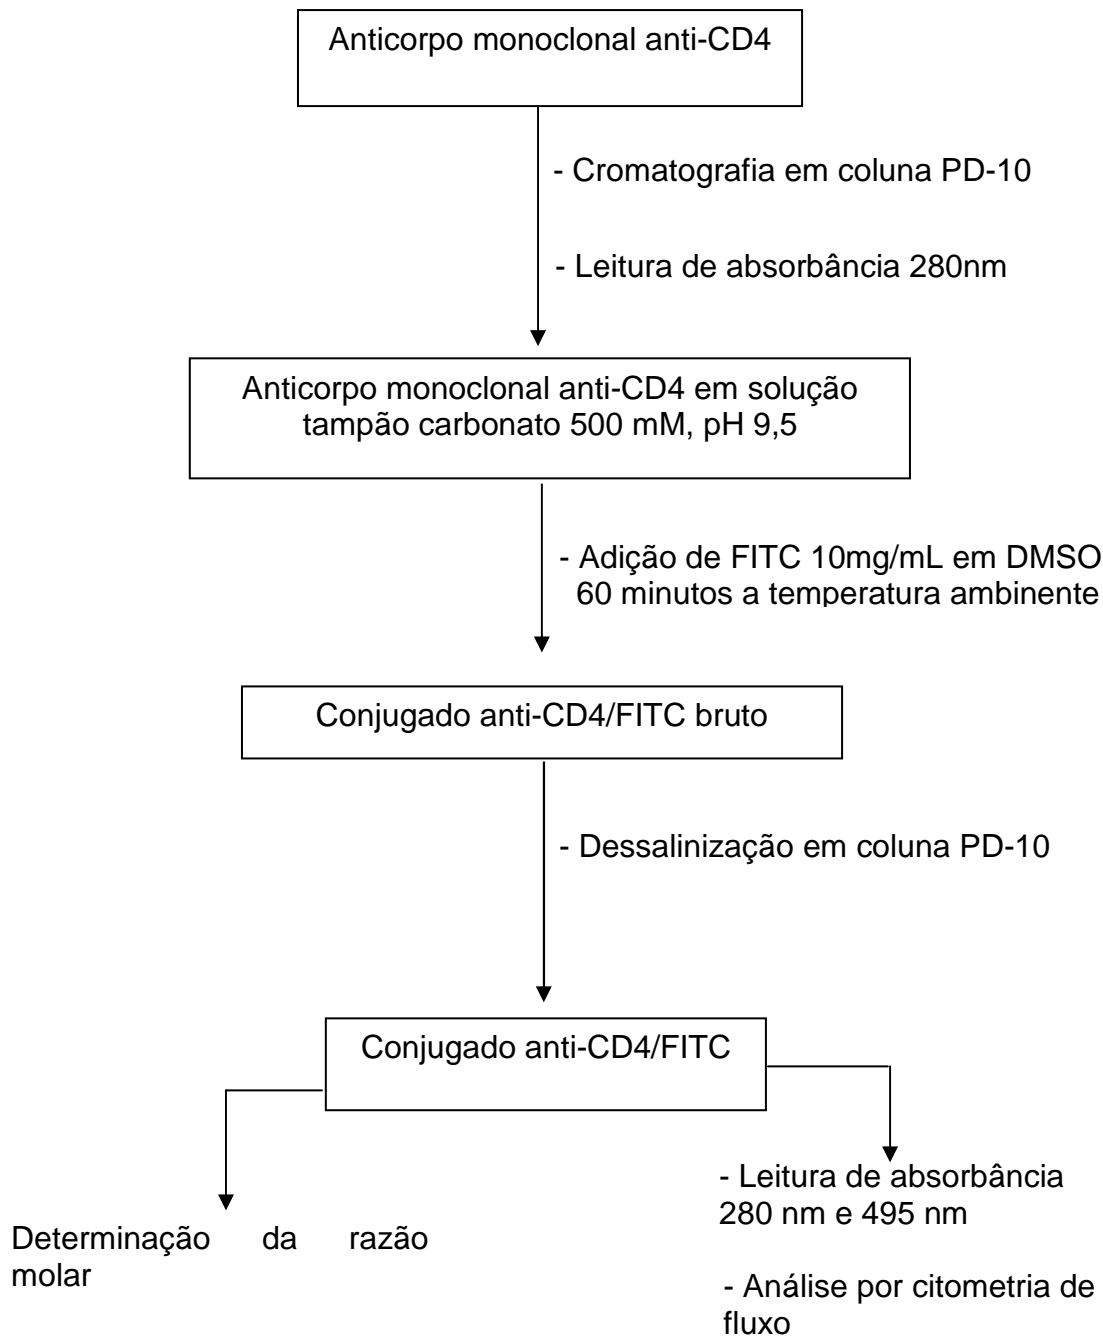 Anticorpo monoclonal anti-CD4
- Cromatografia em coluna PD-10
- Leitura de absorbância 280nm
Anticorpo monoclonal anti-CD4 em solução
tampão carbonato 500 mM, pH 9,5
- Adição de FITC 10mg/mL em DMSO
60 minutos a temperatura ambinente
Conjugado anti-CD4/FITC bruto
- Dessalinização em coluna PD-10
Conjugado anti-CD4/FITC
Determinação da razão
molar
- Leitura de absorbância
280 nm e 495 nm
- Análise por citometria de
fluxo